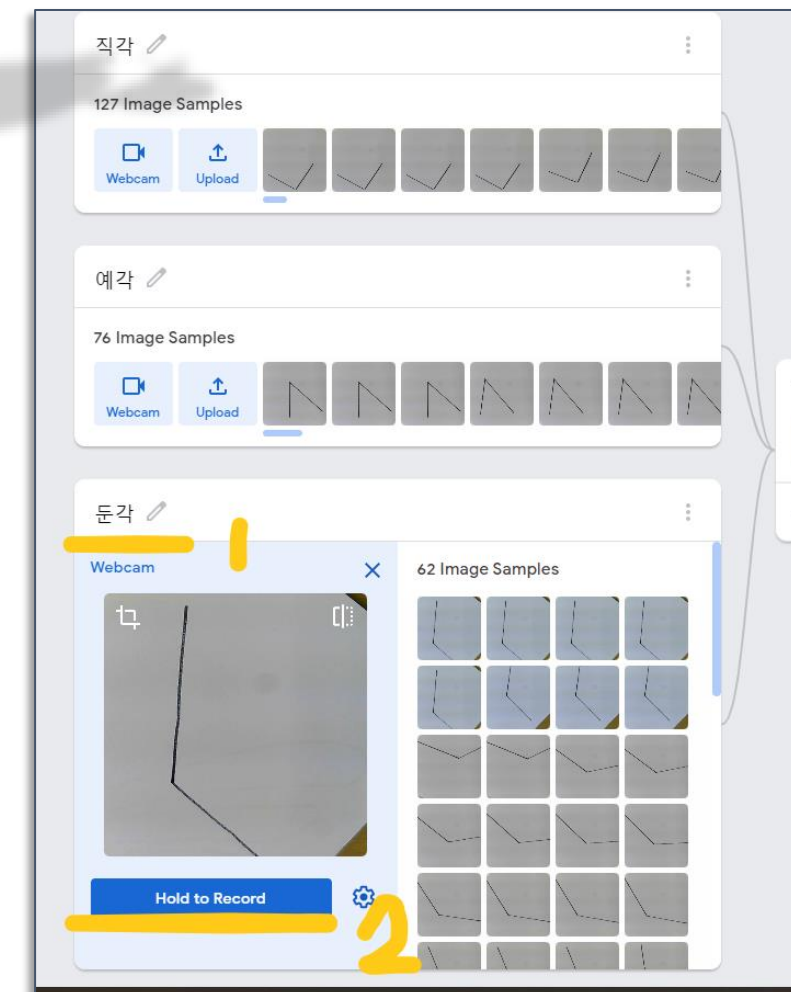 직각
127 Image Samples
Webcam
Upload
예각
76 Image Samples
Webcam
Upload
둔각
1
Webcam
62 Image Samples
Hold to Record
2